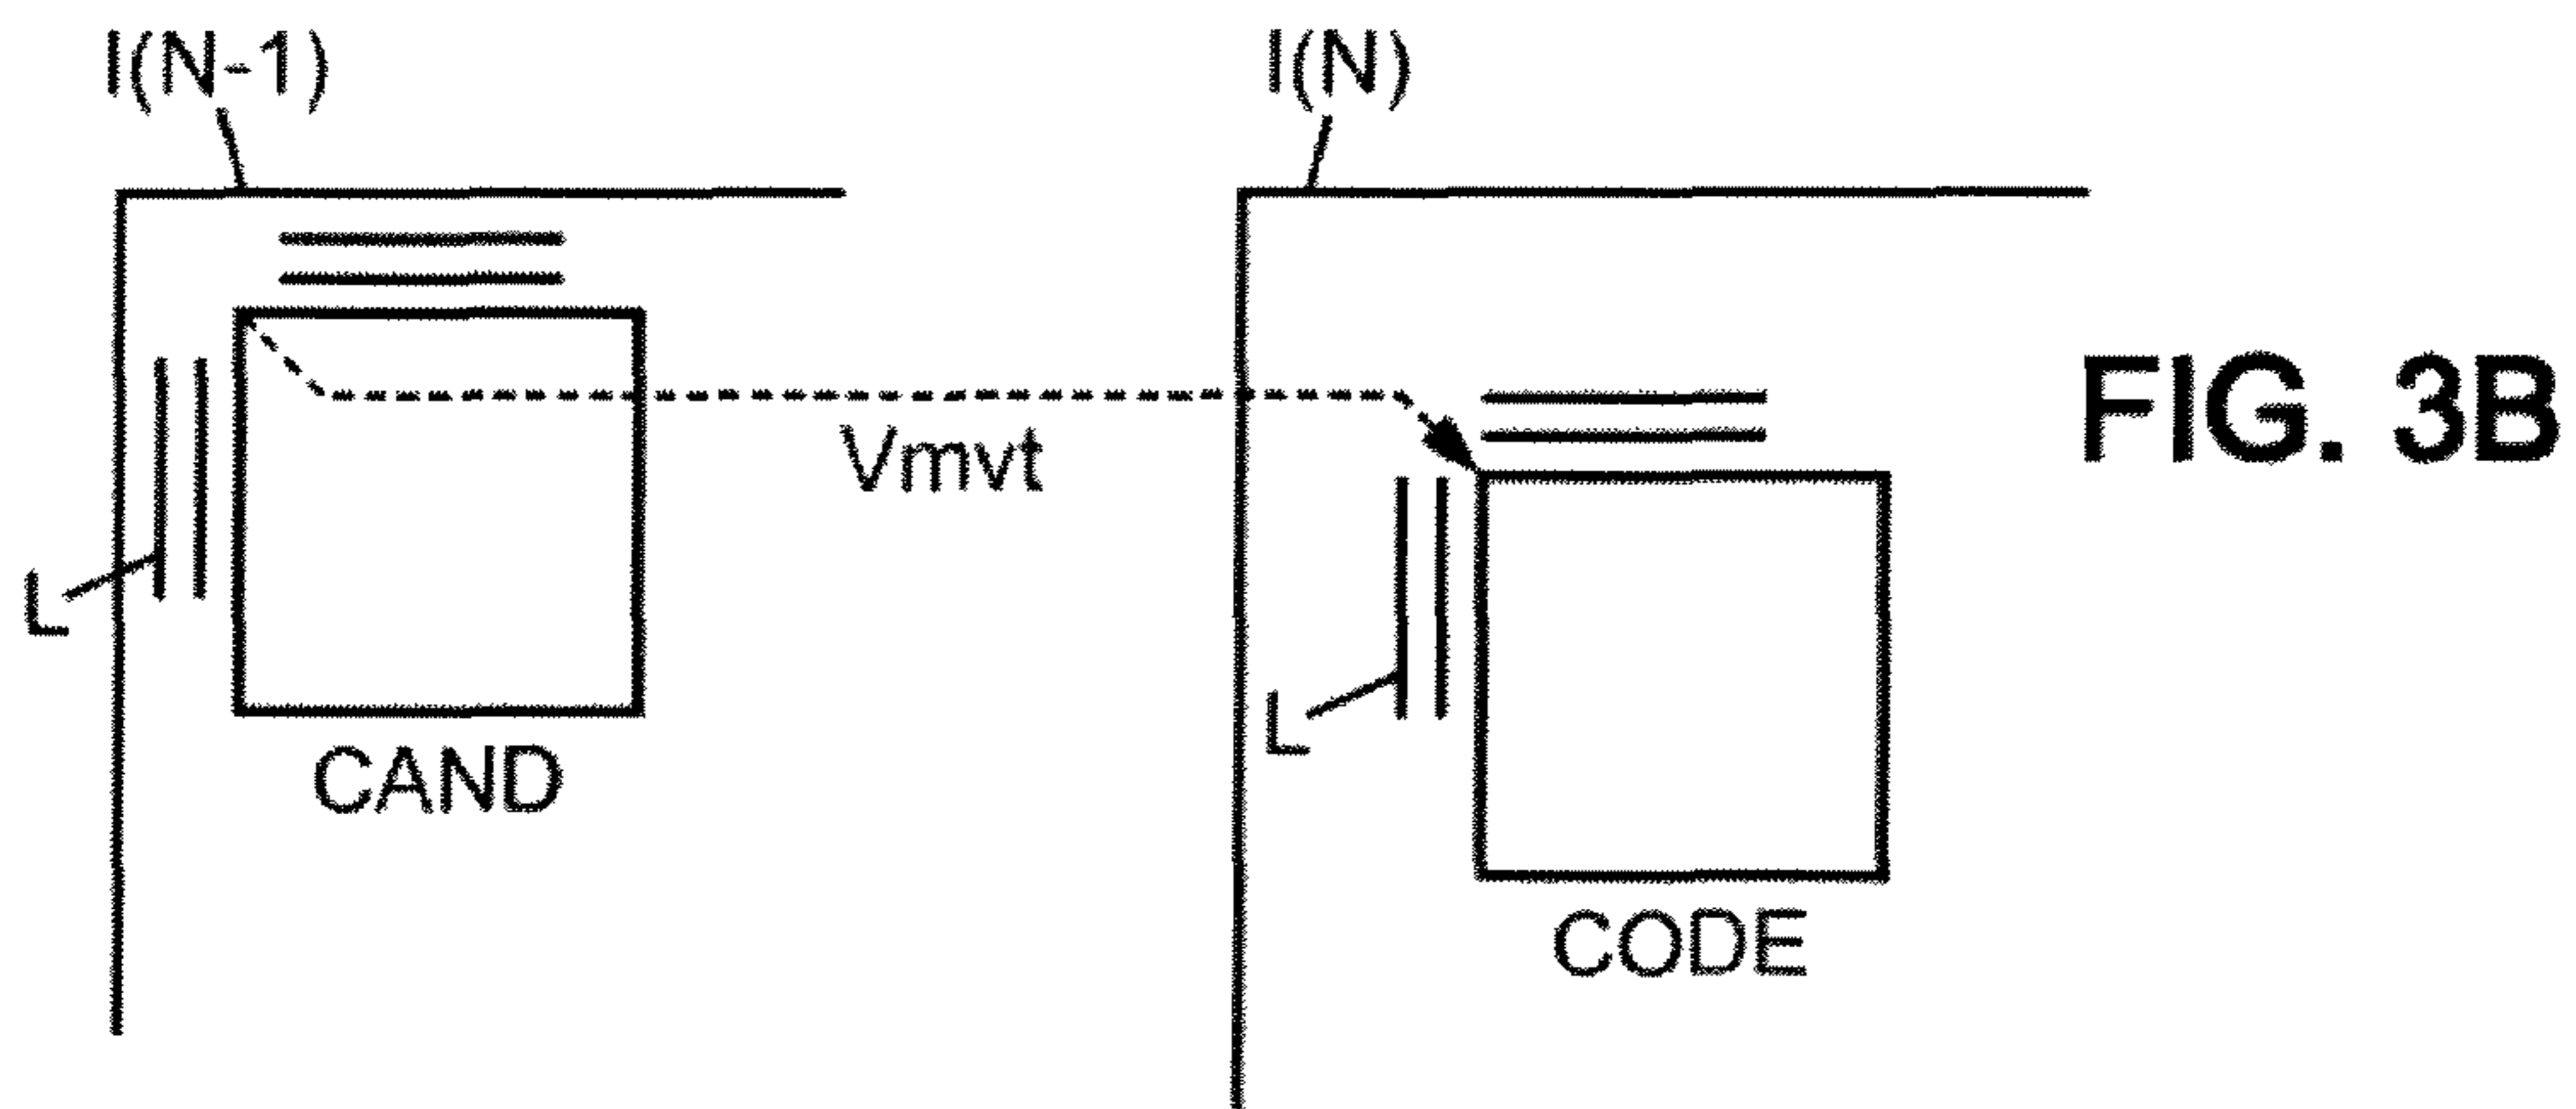 I(N-1)
I(N)
FIG. 3B
Vmvt
L
L
CAND
CODE